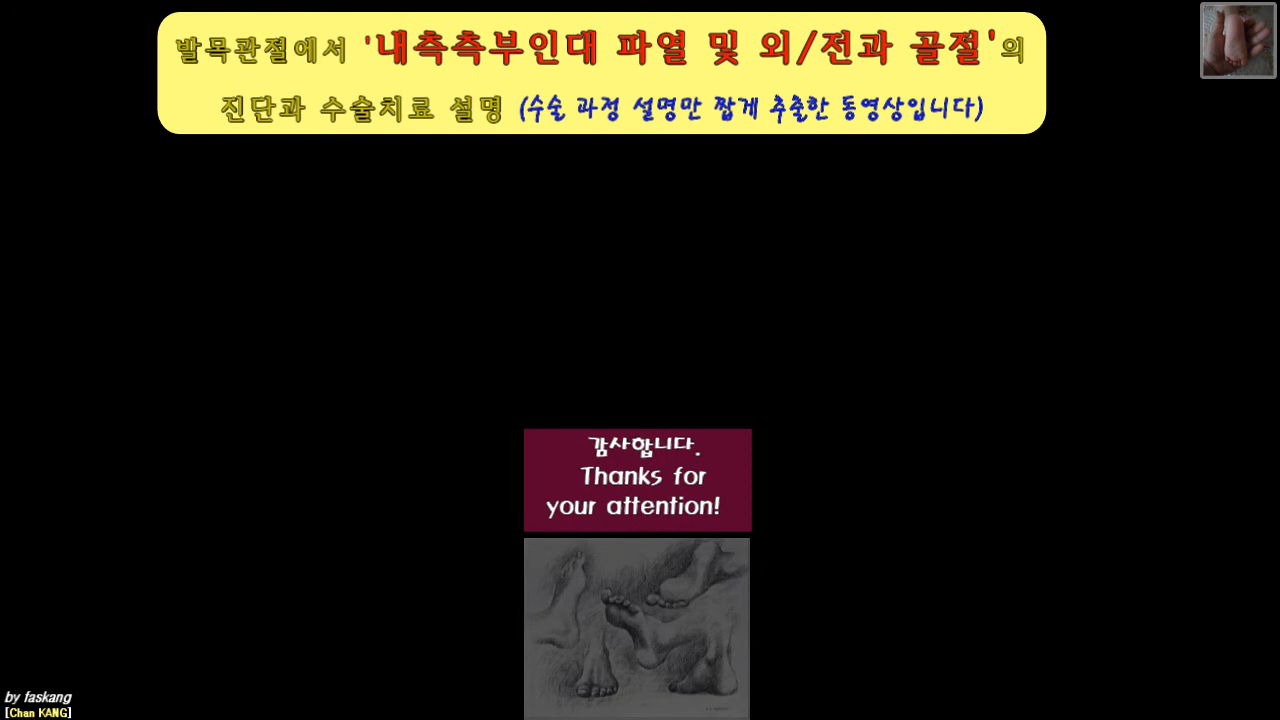 발목관절에서 '내측측부인대 파열 및 외/전과 골절'의
진단과 수술치료 설명 (수술 과정 설명만 짧게 추출한 동영상입니다)
감사합니다.
Thanks for
your attention!
by faskang
[Chan KANG]